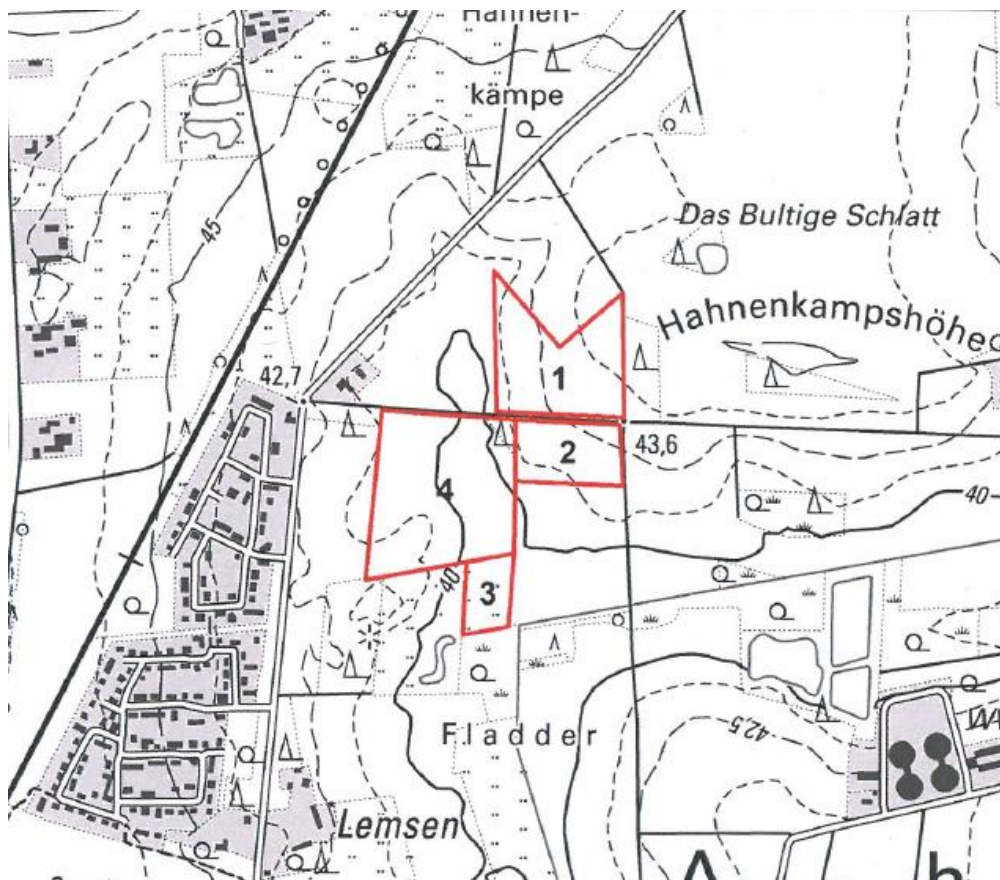 Hahnen-
kämpe
45
Das Bultige Schlatt
Hahnenkampshöhe
42,7
1
2
43,6
4
40
40
3
Fladder
42,5
Lemsen
A
h